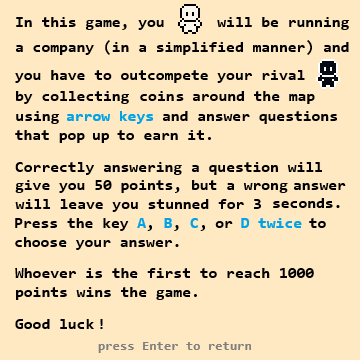 In this game, you will be running
a company (in a simplified manner) and
you have to outcompete your rival
by collecting coins around the map
using arrow keys and answer questions
that pop up to earn it.
Correctly answering a question will
give you 50 points, but a wrong answer
will leave you stunned for 3 seconds.
Press the key A, B, C, or D twice to
choose your answer.
Whoever is the first to reach 1000
points wins the game.
Good luck!
press Enter to return